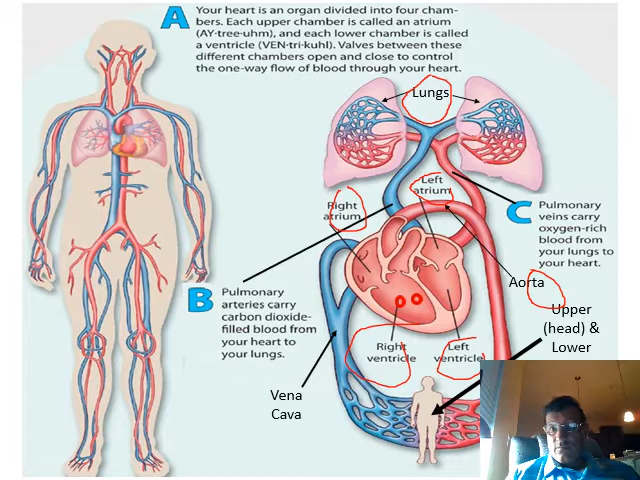 A
Your heart is an organ divided into four cham-
bers. Each upper chamber is called an atrium
(AY·tree·uhm), and each lower chamber is called
a ventricle (VEN·tri·kuhl). Valves between these
different chambers open and close to control
the one-way flow of blood through your heart.
Lungs
Left
atrium
Right
atrium
C
Pulmonary
veins carry
oxygen-rich
blood from
your lungs to
your heart.
Aorta
B
Pulmonary
arteries carry
carbon dioxide-
filled blood from
your heart to
your lungs.
Upper
(head) &
Lower
Right
ventricle
Left
ventricle
Vena
Cava